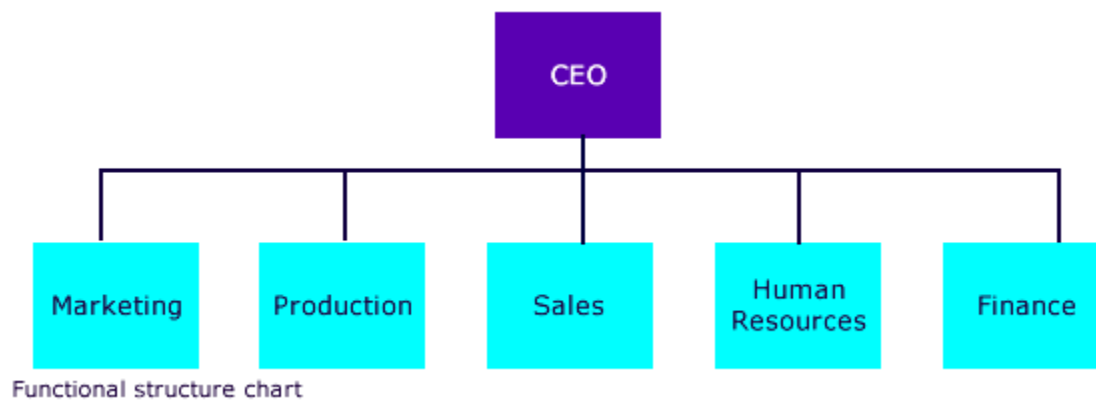 CEO
Marketing
Production
Sales
Human
Resources
Finance
Functional structure chart